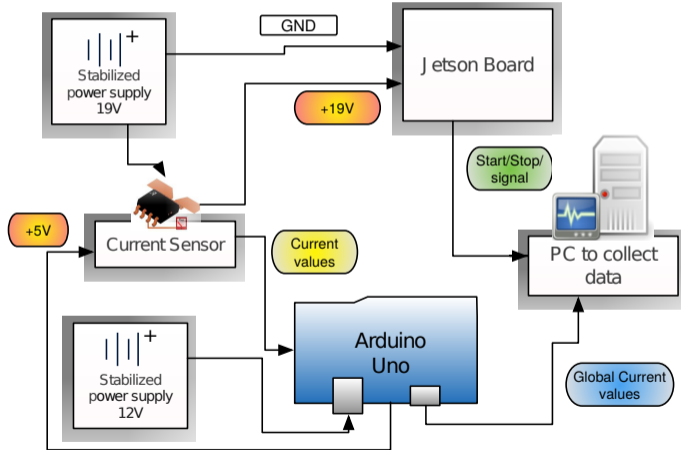 GND
+
Stabilized
power supply
19V
Jetson Board
+19V
Start/Stop/
signal
+5V
Current Sensor
Current
values
PC to collect
data
+
Stabilized
power supply
12V
Arduino
Uno
Global Current
values